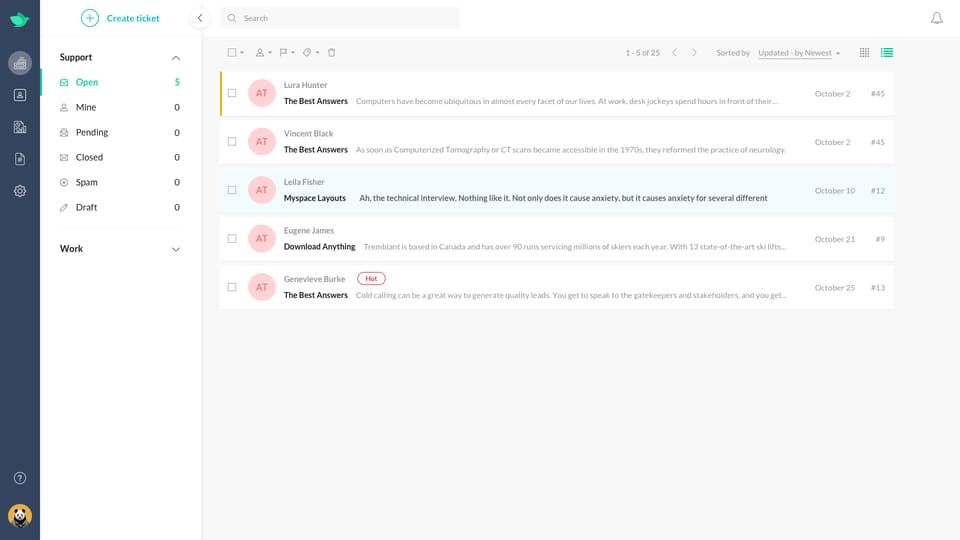 Create ticket
Search
Support
Open 5
Mine 0
Pending 0
Closed 0
Spam 0
Draft 0
Work
1 - 5 of 25 Sorted by Updated - by Newest
AT Lura Hunter
The Best Answers Computers have become ubiquitous in almost every facet of our lives. At work, desk jockeys spend hours in front of their... October 2 #45
AT Vincent Black
The Best Answers As soon as Computerized Tomography or CT scans became accessible in the 1970s, they reformed the practice of neurology. October 2 #45
AT Leila Fisher
Myspace Layouts Ah, the technical interview. Nothing like it. Not only does it cause anxiety, but it causes anxiety for several different October 10 #12
AT Eugene James
Download Anything Tremblant is based in Canada and has over 90 runs servicing millions of skiers each year. With 13 state-of-the-art ski lifts... October 21 #9
AT Genevieve Burke Hot
The Best Answers Cold calling can be a great way to generate quality leads. You get to speak to the gatekeepers and stakeholders, and you get... October 25 #13